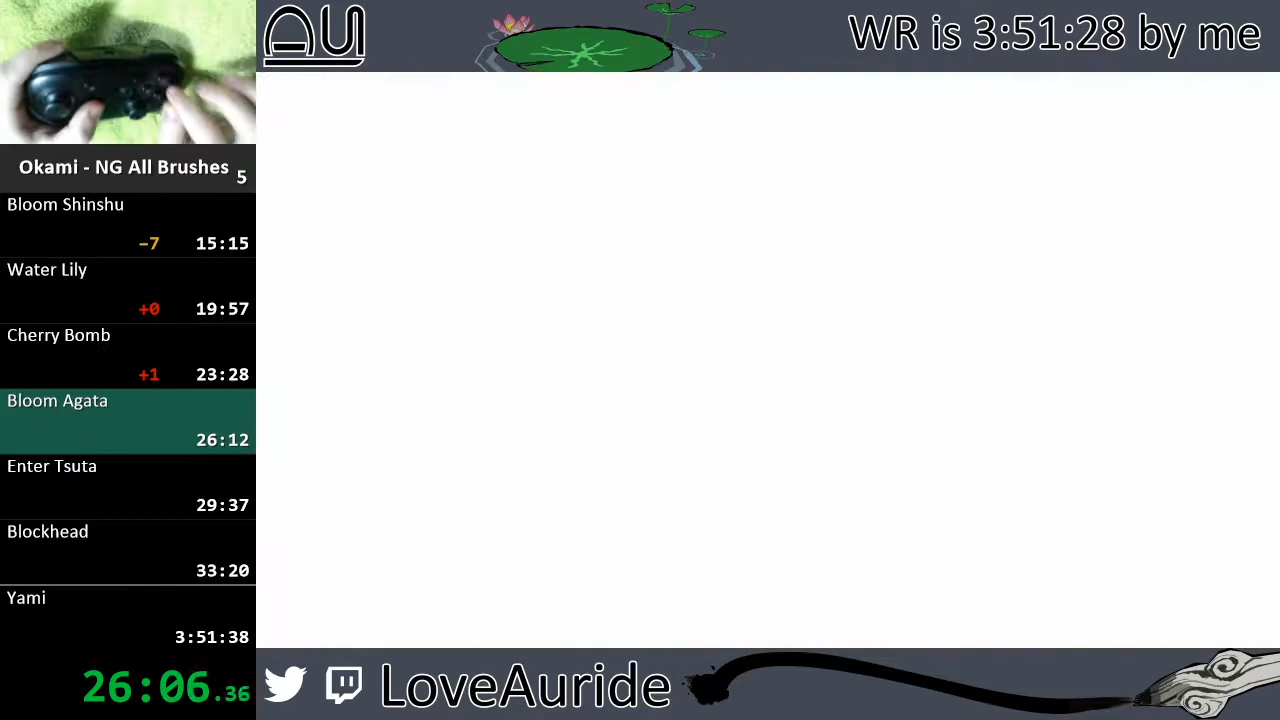 WR is 3:51:28 by me
Okami - NG All Brushes 5
Bloom Shinshu
-7 15:15
Water Lily
+0 19:57
Cherry Bomb
+1 23:28
Bloom Agata
26:12
Enter Tsuta
29:37
Blockhead
33:20
Yami
3:51:38
26:06.36
LoveAuride